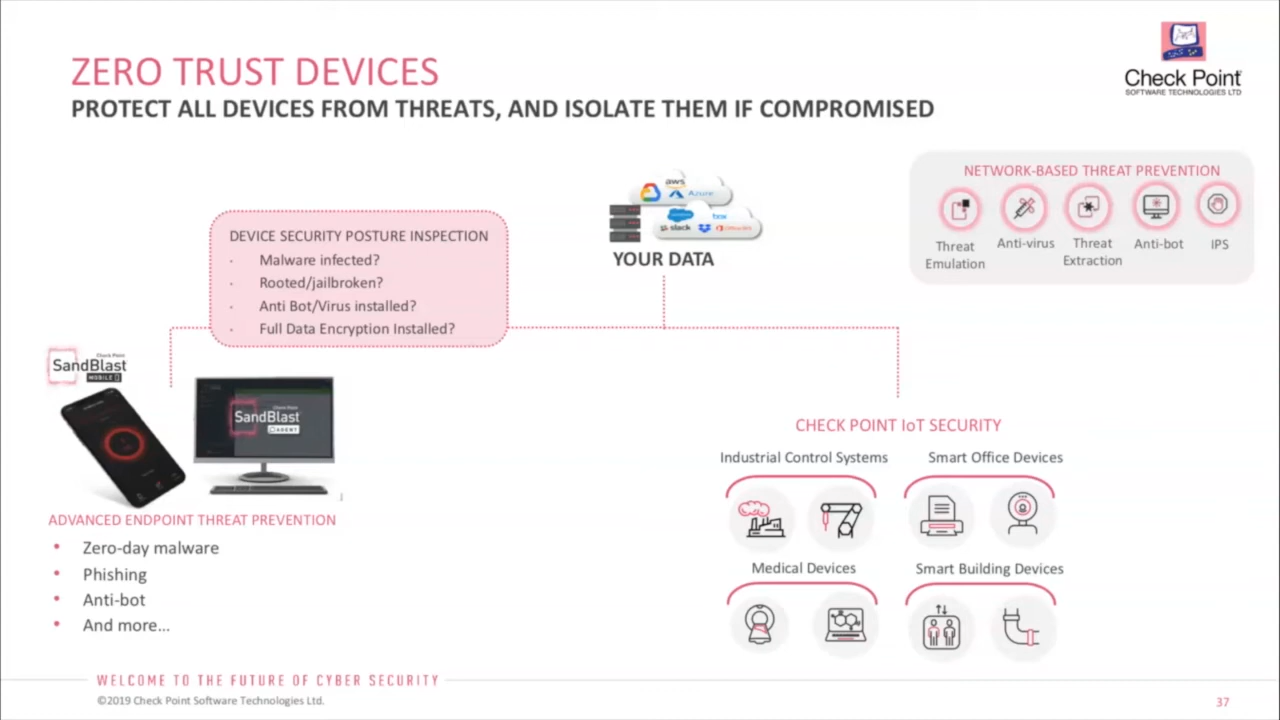 ZERO TRUST DEVICES
PROTECT ALL DEVICES FROM THREATS, AND ISOLATE THEM IF COMPROMISED
Check Point
SOFTWARE TECHNOLOGIES LTD
NETWORK-BASED THREAT PREVENTION
Threat Emulation
Anti-virus
Threat Extraction
Anti-bot
IPS
aws
Azure
box
slack
YOUR DATA
DEVICE SECURITY POSTURE INSPECTION
· Malware infected?
· Rooted/jailbroken?
· Anti Bot/Virus installed?
· Full Data Encryption Installed?
Check Point
SandBlast
MOBILE
Check Point
SandBlast
AGENT
ADVANCED ENDPOINT THREAT PREVENTION
• Zero-day malware
• Phishing
• Anti-bot
• And more...
CHECK POINT IoT SECURITY
Industrial Control Systems
Smart Office Devices
Medical Devices
Smart Building Devices
WELCOME TO THE FUTURE OF CYBER SECURITY
©2019 Check Point Software Technologies Ltd.
37